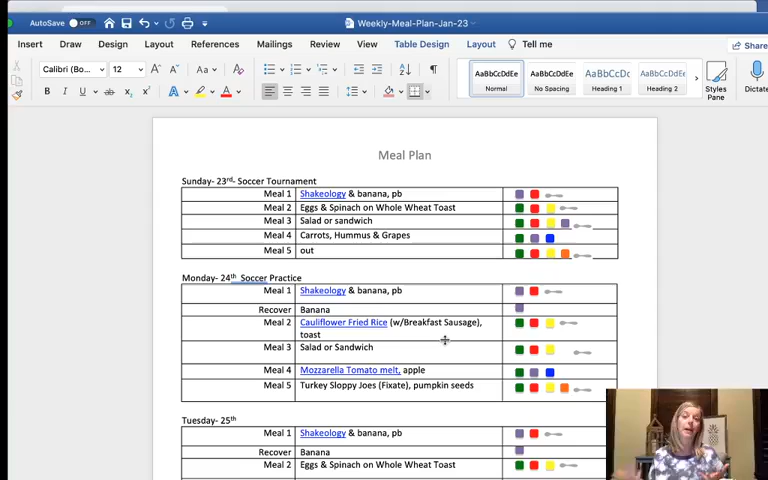 AutoSave OFF
Weekly-Meal-Plan-Jan-23
Insert Draw Design Layout References Mailings Review View Table Design Layout Tell me
Share
Calibri (Bo... 12
AaBbCcDdEe AaBbCcDdEe AaBbCcDc AaBbCcDdEe
Normal No Spacing Heading 1 Heading 2
Styles Pane
Dictate
Meal Plan
Sunday- 23rd- Soccer Tournament
Meal 1 Shakeology & banana, pb
Meal 2 Eggs & Spinach on Whole Wheat Toast
Meal 3 Salad or sandwich
Meal 4 Carrots, Hummus & Grapes
Meal 5 out
Monday- 24th Soccer Practice
Meal 1 Shakeology & banana, pb
Recover Banana
Meal 2 Cauliflower Fried Rice (w/Breakfast Sausage),
toast
Meal 3 Salad or Sandwich
Meal 4 Mozzarella Tomato melt, apple
Meal 5 Turkey Sloppy Joes (Fixate), pumpkin seeds
Tuesday- 25th
Meal 1 Shakeology & banana, pb
Recover Banana
Meal 2 Eggs & Spinach on Whole Wheat Toast